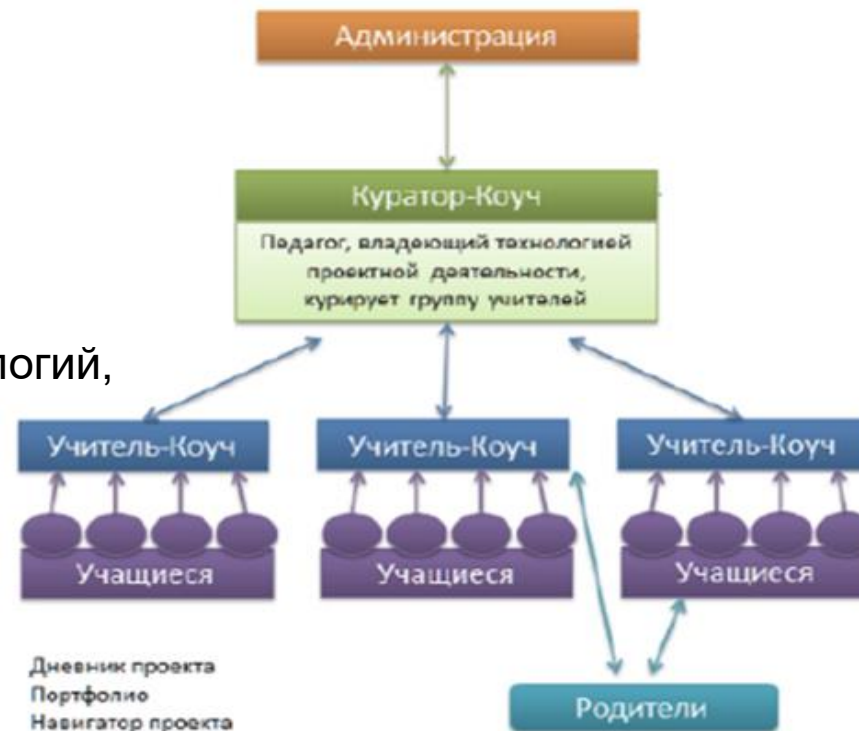 Администрация
Куратор-Коуч
Педагог, владеющий технологией
проектной деятельности,
курирует группу учителей
логий,
Учитель-Коуч
Учитель-Коуч
Учитель-Коуч
Учащиеся
Учащиеся
Учащиеся
Дневник проекта
Портфолио
Навигатор проекта
Родители